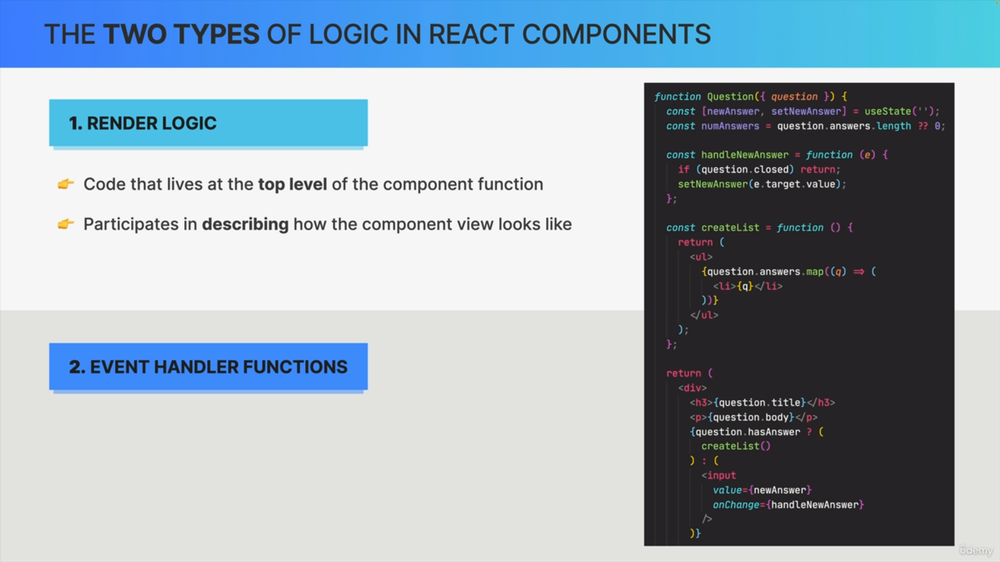 THE TWO TYPES OF LOGIC IN REACT COMPONENTS
1. RENDER LOGIC
👉 Code that lives at the top level of the component function
👉 Participates in describing how the component view looks like
2. EVENT HANDLER FUNCTIONS
function Question({ question }) {
  const [newAnswer, setNewAnswer] = useState('');
  const numAnswers = question.answers.length ?? 0;

  const handleNewAnswer = function (e) {
    if (question.closed) return;
    setNewAnswer(e.target.value);
  };

  const createList = function () {
    return (
      <ul>
        {question.answers.map((q) => (
          <li>{q}</li>
        ))}
      </ul>
    );
  };

  return (
    <div>
      <h3>{question.title}</h3>
      <p>{question.body}</p>
      {question.hasAnswer ? (
        createList()
      ) : (
        <input
          value={newAnswer}
          onChange={handleNewAnswer}
        />
      )}
ûdemy